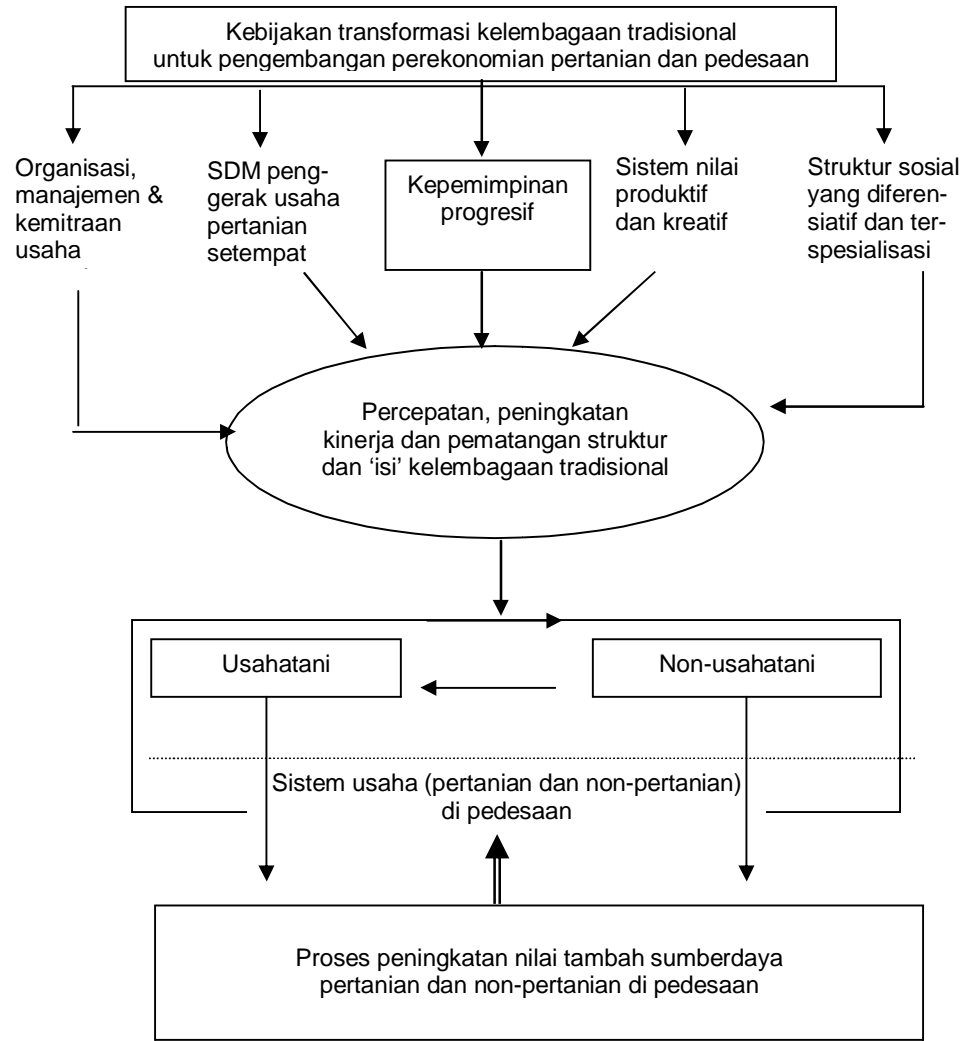 Kebijakan transformasi kelembagaan tradisional
untuk pengembangan perekonomian pertanian dan pedesaan
Organisasi,
manajemen &
kemitraan
usaha
SDM peng-
gerak usaha
pertanian
setempat
Kepemimpinan
progresif
Sistem nilai
produktif
dan kreatif
Struktur sosial
yang diferen-
siatif dan ter-
spesialisasi
Percepatan, peningkatan
kinerja dan pematangan struktur
dan ‘isi’ kelembagaan tradisional
Usahatani
Non-usahatani
Sistem usaha (pertanian dan non-pertanian)
di pedesaan
Proses peningkatan nilai tambah sumberdaya
pertanian dan non-pertanian di pedesaan